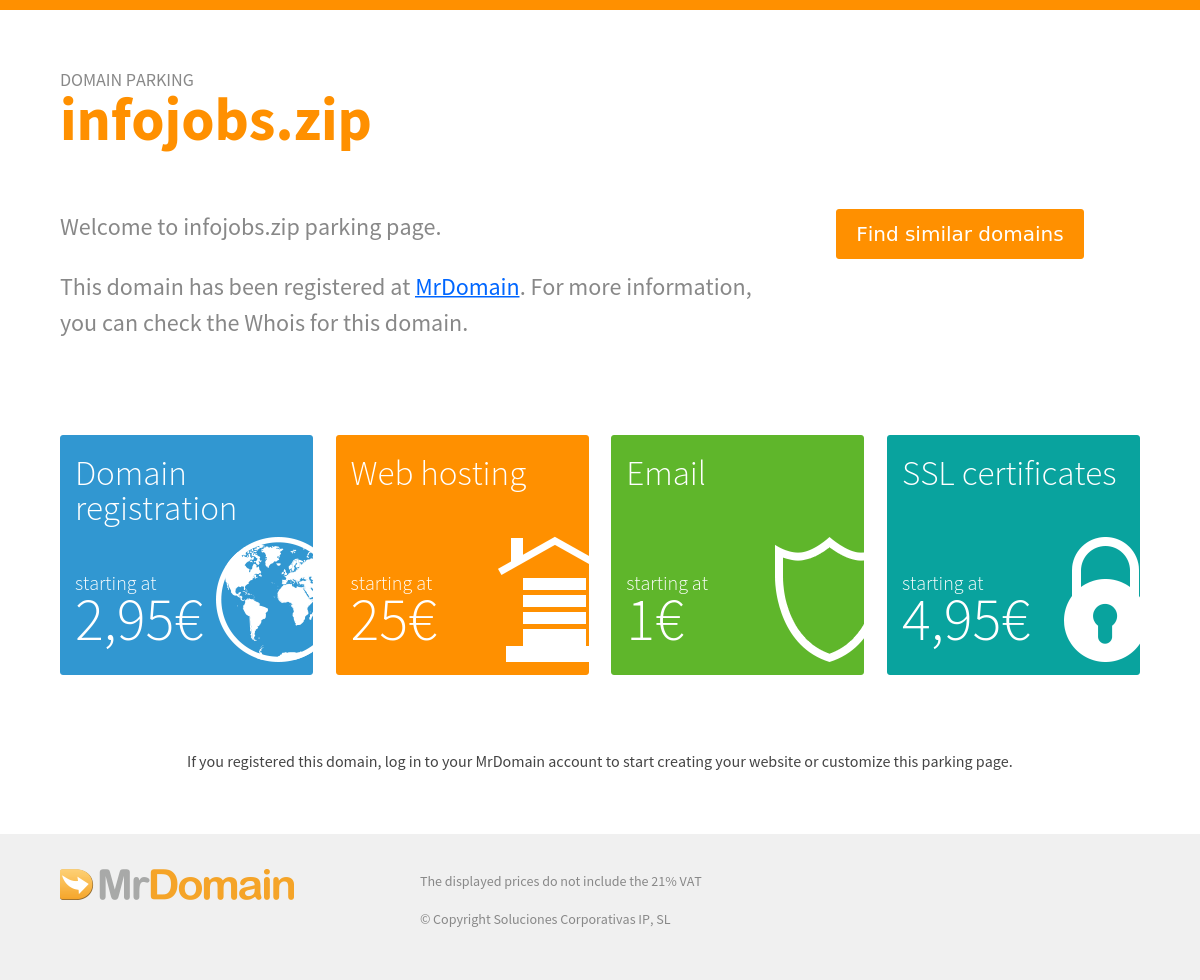 DOMAIN PARKING
infojobs.zip
Welcome to infojobs.zip parking page.
Find similar domains
This domain has been registered at MrDomain. For more information,
you can check the Whois for this domain.
Domain
registration
starting at
2,95€
Web hosting
starting at
25€
Email
starting at
1€
SSL certificates
starting at
4,95€
If you registered this domain, log in to your MrDomain account to start creating your website or customize this parking page.
MrDomain
The displayed prices do not include the 21% VAT
© Copyright Soluciones Corporativas IP, SL